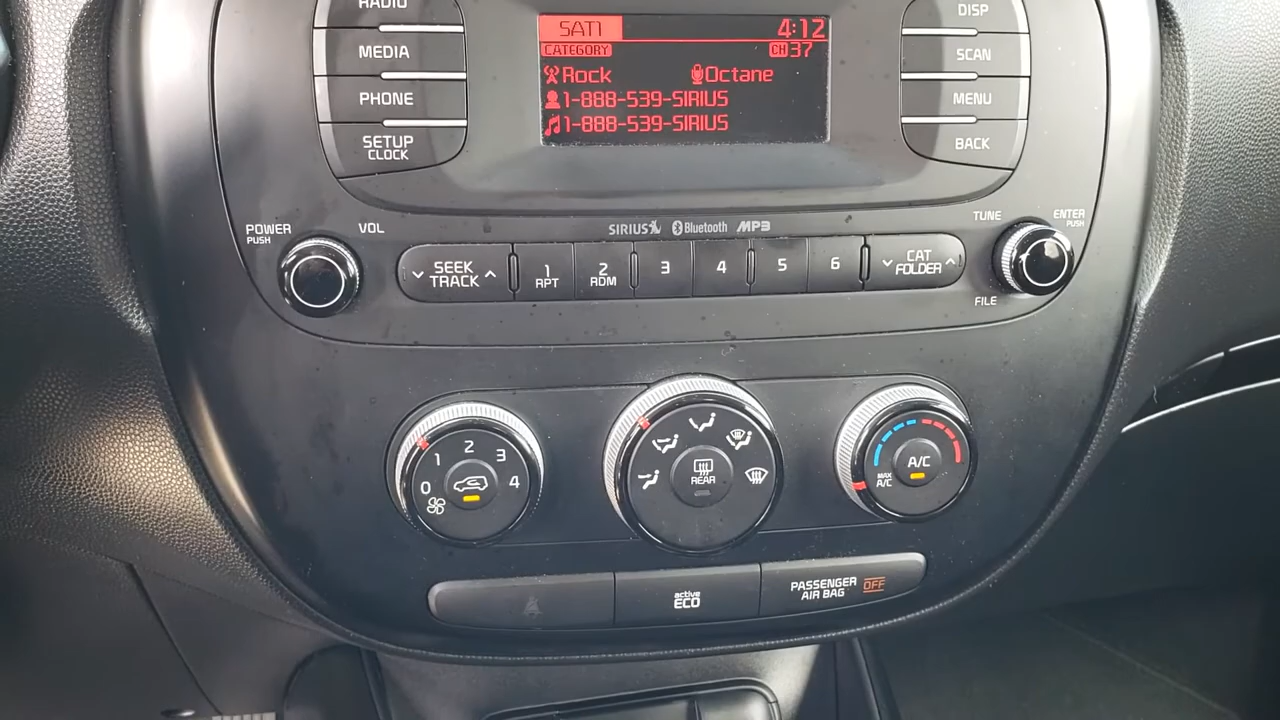 RADIO
MEDIA
PHONE
SETUP
CLOCK
SAT1 4:12
CATEGORY CH 37
Rock Octane
1-888-539-SIRIUS
1-888-539-SIRIUS
DISP
SCAN
MENU
BACK
POWER
PUSH
VOL
SIRIUS Bluetooth MP3
TUNE
ENTER
PUSH
SEEK
TRACK
1
RPT
2
RDM
3
4
5
6
CAT
FOLDER
FILE
0 1 2 3 4
REAR
A/C
MAX
A/C
active
ECO
PASSENGER
AIR BAG OFF